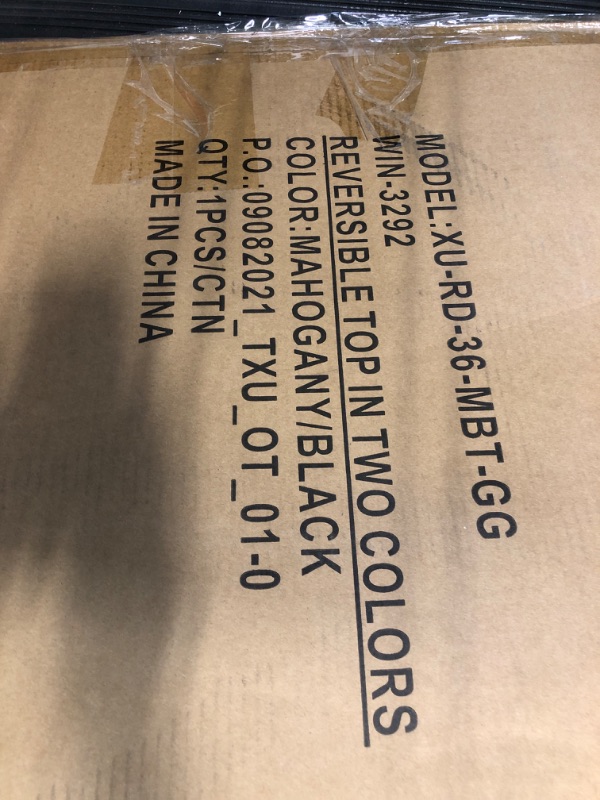 MODEL:XU-RD-36-MBT-GG
WIN-3292
REVERSIBLE TOP IN TWO COLORS
COLOR:MAHOGANY/BLACK
P.O.:09082021_TXU_OT_01-0
QTY:1PCS/CTN
MADE IN CHINA